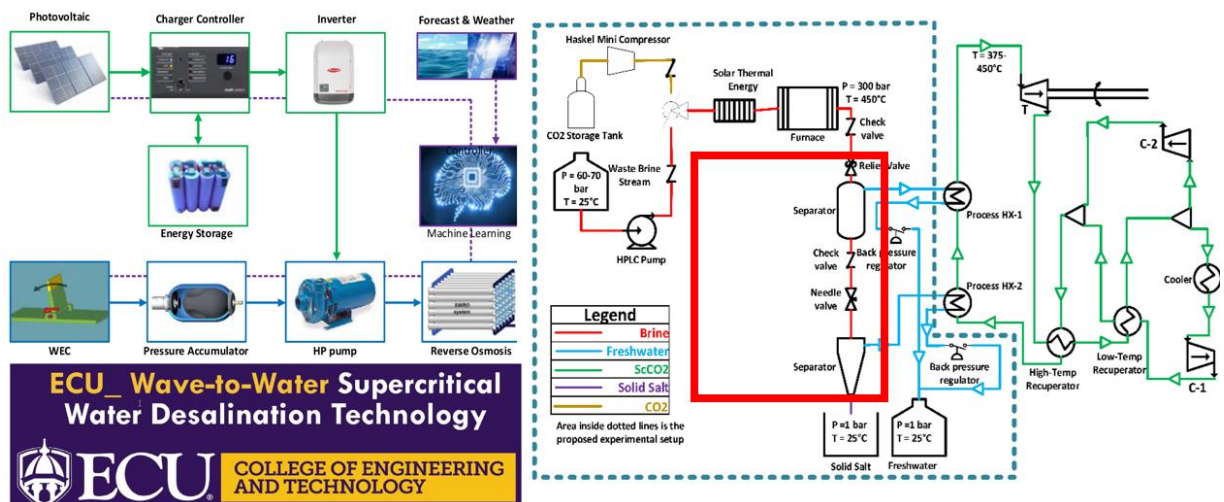 Photovoltaic
Charger Controller
Inverter
Forecast & Weather
16
Controller
Energy Storage
Machine Learning
WEC
Pressure Accumulator
HP pump
Reverse Osmosis
ECU_ Wave-to-Water Supercritical
Water Desalination Technology
ECU
COLLEGE OF ENGINEERING
AND TECHNOLOGY
Haskel Mini Compressor
CO2 Storage Tank
Solar Thermal
Energy
P = 300 bar
T = 450°C
Furnace
Check
valve
Relief Valve
Waste Brine
Stream
P = 60-70
bar
T = 25°C
HPLC Pump
Separator
Check
valve
Needle
valve
Separator
Back pressure
regulator
Process HX-1
Process HX-2
Back pressure
regulator
Legend
Brine
Freshwater
ScCO2
Solid Salt
CO2
Area inside dotted lines is the
proposed experimental setup
P =1 bar
T = 25°C
Solid Salt
P =1 bar
T = 25°C
Freshwater
T = 375-
450°C
T
C-2
Cooler
High-Temp
Recuperator
Low-Temp
Recuperator
C-1